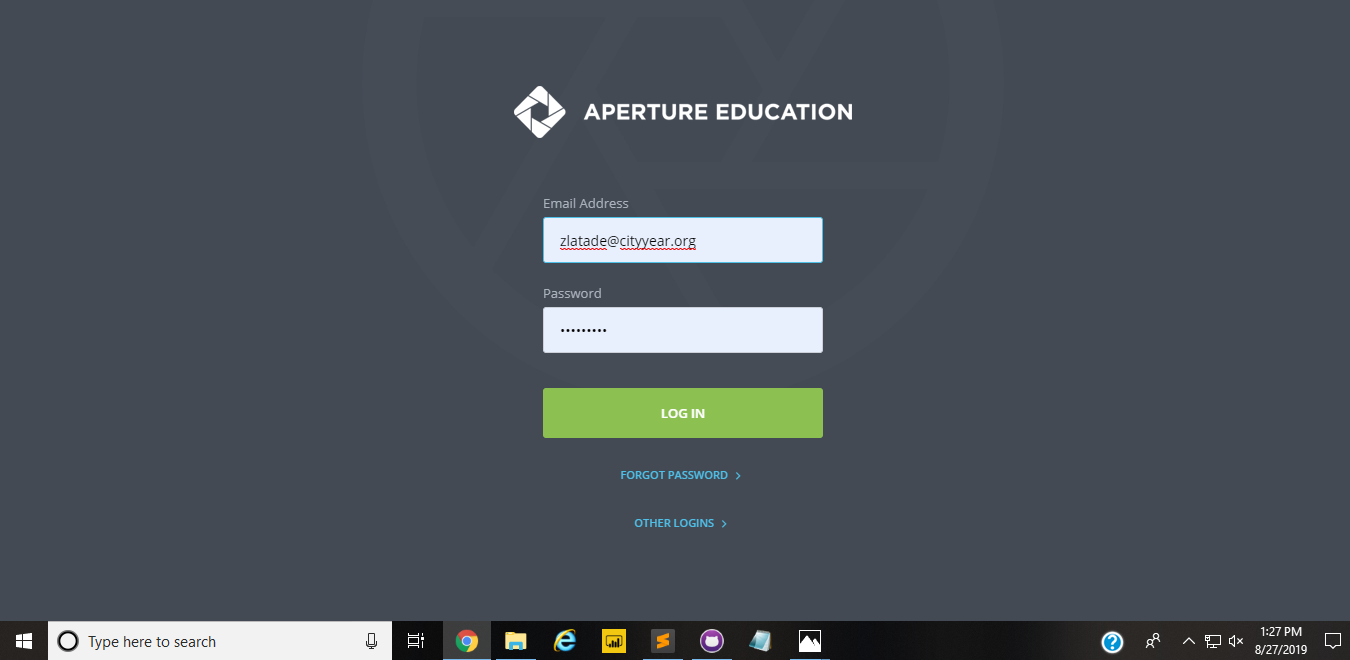 APERTURE EDUCATION
Email Address
zlatade@cityyear.org
Password
•••••••••
LOG IN
FORGOT PASSWORD >
OTHER LOGINS >
Type here to search
1:27 PM
8/27/2019